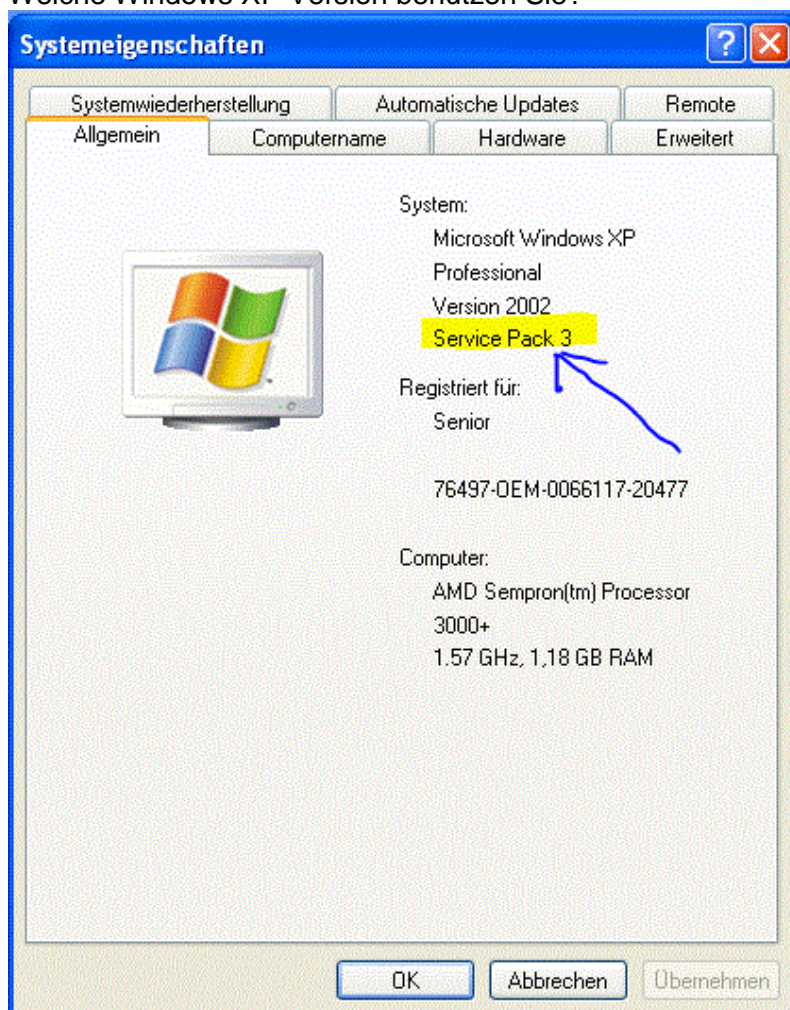 Welche Windows XP Version benutzen Sie?
Systemeigenschaften
Systemwiederherstellung Automatische Updates Remote
Allgemein Computername Hardware Erweitert
System:
Microsoft Windows XP
Professional
Version 2002
Service Pack 3
Registriert für:
Senior
76497-OEM-0066117-20477
Computer:
AMD Sempron(tm) Processor
3000+
1.57 GHz, 1,18 GB RAM
OK Abbrechen Übernehmen